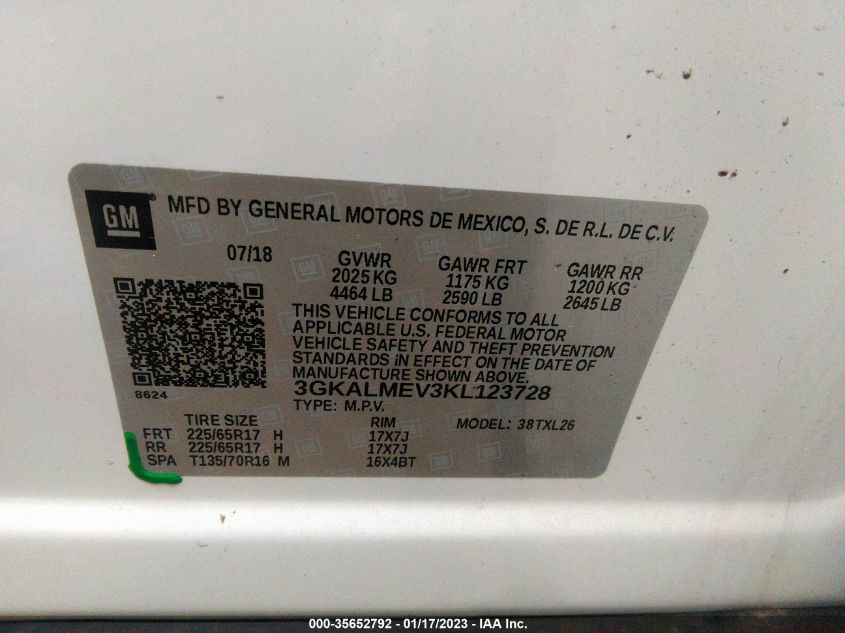 GM
MFD BY GENERAL MOTORS DE MEXICO, S. DE R.L. DE C.V.
07/18
GVWR
2025 KG
4464 LB
GAWR FRT
1175 KG
2590 LB
GAWR RR
1200 KG
2645 LB
THIS VEHICLE CONFORMS TO ALL
APPLICABLE U.S. FEDERAL MOTOR
VEHICLE SAFETY AND THEFT PREVENTION
STANDARDS IN EFFECT ON THE DATE OF
MANUFACTURE SHOWN ABOVE.
8624
3GKALMEV3KL123728
TYPE: M.P.V.
MODEL: 38TXL26
TIRE SIZE RIM
FRT 225/65R17 H 17X7J
RR 225/65R17 H 17X7J
SPA T135/70R16 M 16X4BT
000-35652792 - 01/17/2023 - IAA Inc.